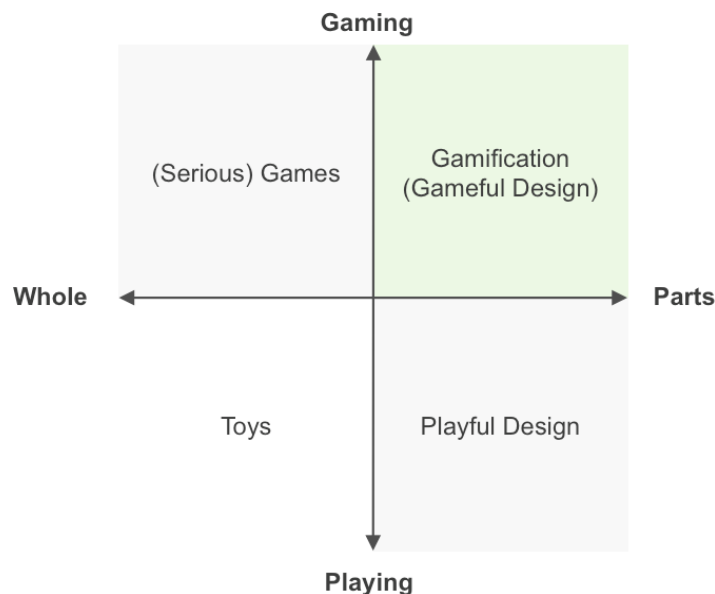 Gaming
(Serious) Games
Gamification
(Gameful Design)
Whole
Parts
Toys
Playful Design
Playing